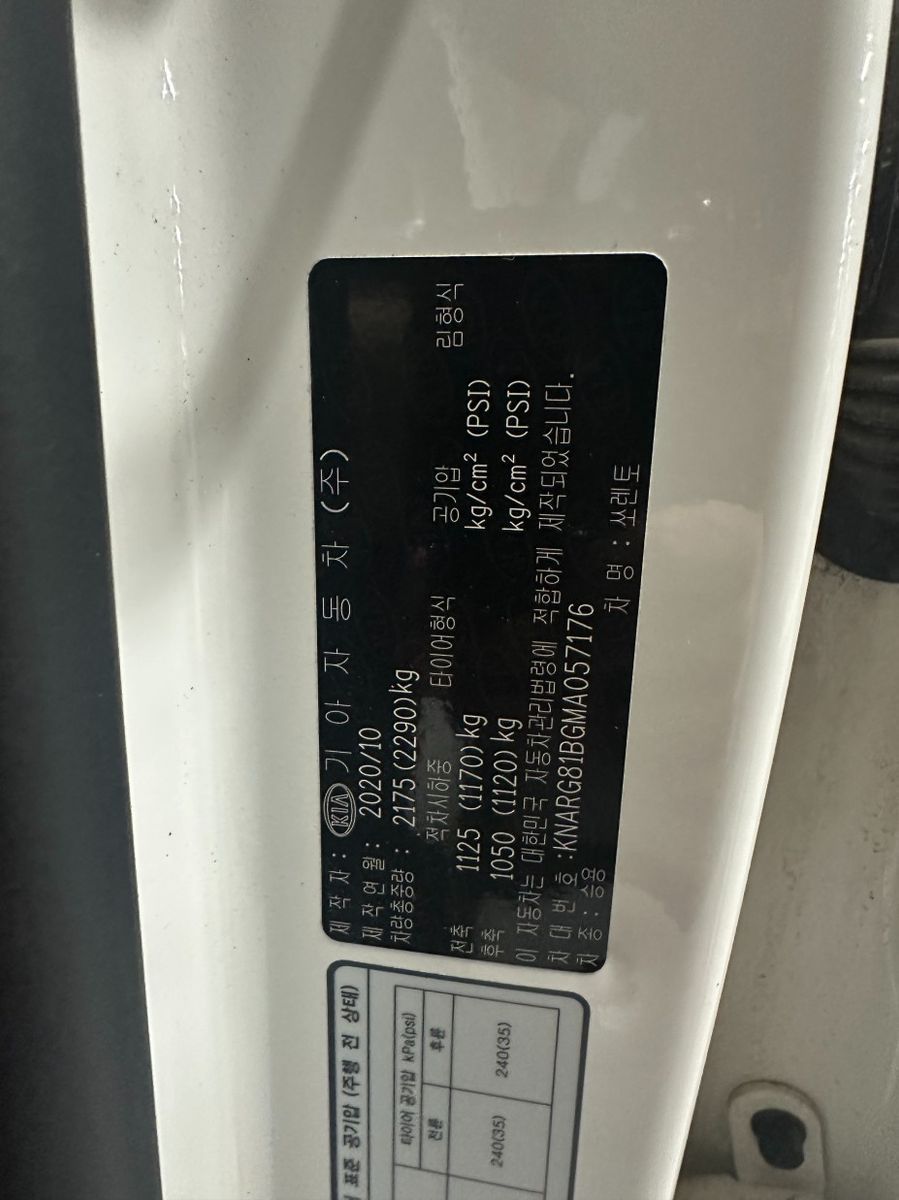 제 작 자 : KIA 기 아 자 동 차 (주)
제 작 연 월 : 2020/10
차량총중량 : 2175(2290)kg
적차시하중 타이어형식 공기압 림형식
전축 1125 (1170)kg kg/cm² (PSI)
후축 1050 (1120)kg kg/cm² (PSI)
이 자동차는 대한민국 자동차관리법령에 적합하게 제작되었습니다.
차 대 번 호 :KNARG81BGMA057176
차 종 : 승용 차 명 : 쏘렌토
표준 공기압 (주행 전 상태)
타이어 공기압 kPa(psi)
전륜 후륜
240(35) 240(35)